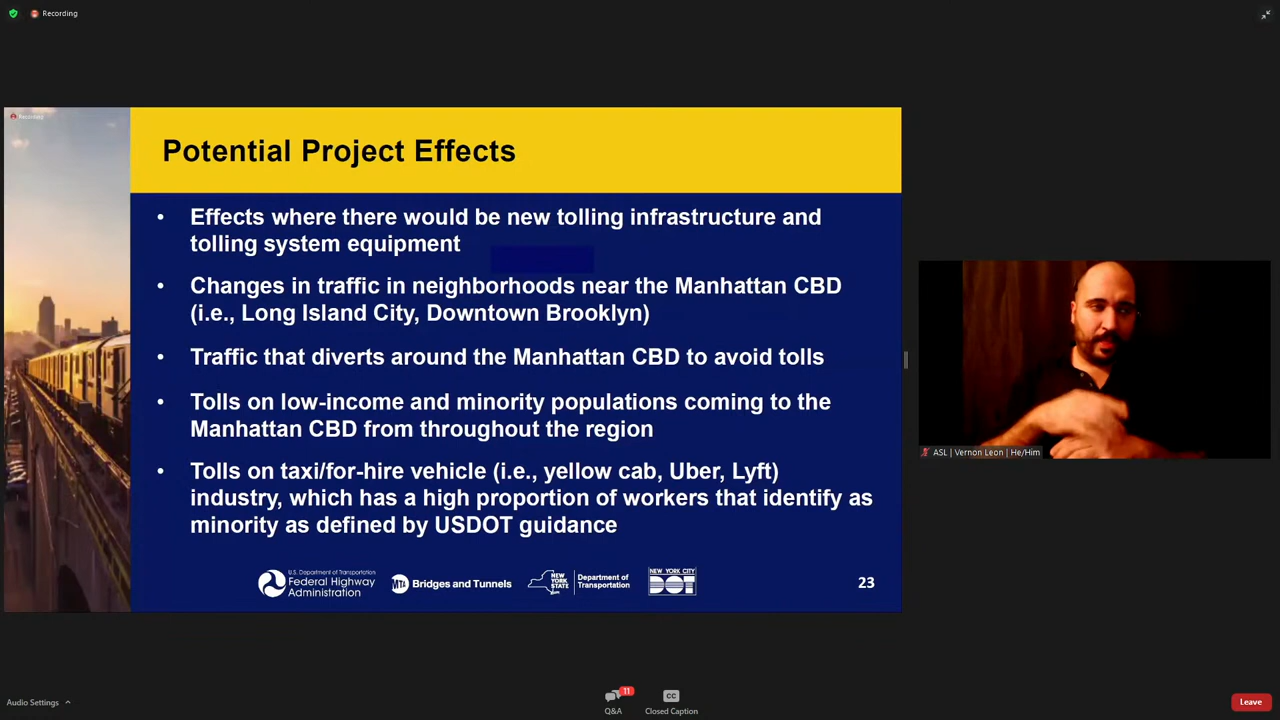 Recording
Recording
Potential Project Effects
• Effects where there would be new tolling infrastructure and
tolling system equipment
• Changes in traffic in neighborhoods near the Manhattan CBD
(i.e., Long Island City, Downtown Brooklyn)
• Traffic that diverts around the Manhattan CBD to avoid tolls
• Tolls on low-income and minority populations coming to the
Manhattan CBD from throughout the region
• Tolls on taxi/for-hire vehicle (i.e., yellow cab, Uber, Lyft)
industry, which has a high proportion of workers that identify as
minority as defined by USDOT guidance
U.S. Department of Transportation
Federal Highway
Administration
MTA Bridges and Tunnels
NEW
YORK
STATE
Department of
Transportation
NEW YORK CITY
DOT
23
ASL | Vernon Leon | He/Him
Audio Settings
11
Q&A
CC
Closed Caption
Leave